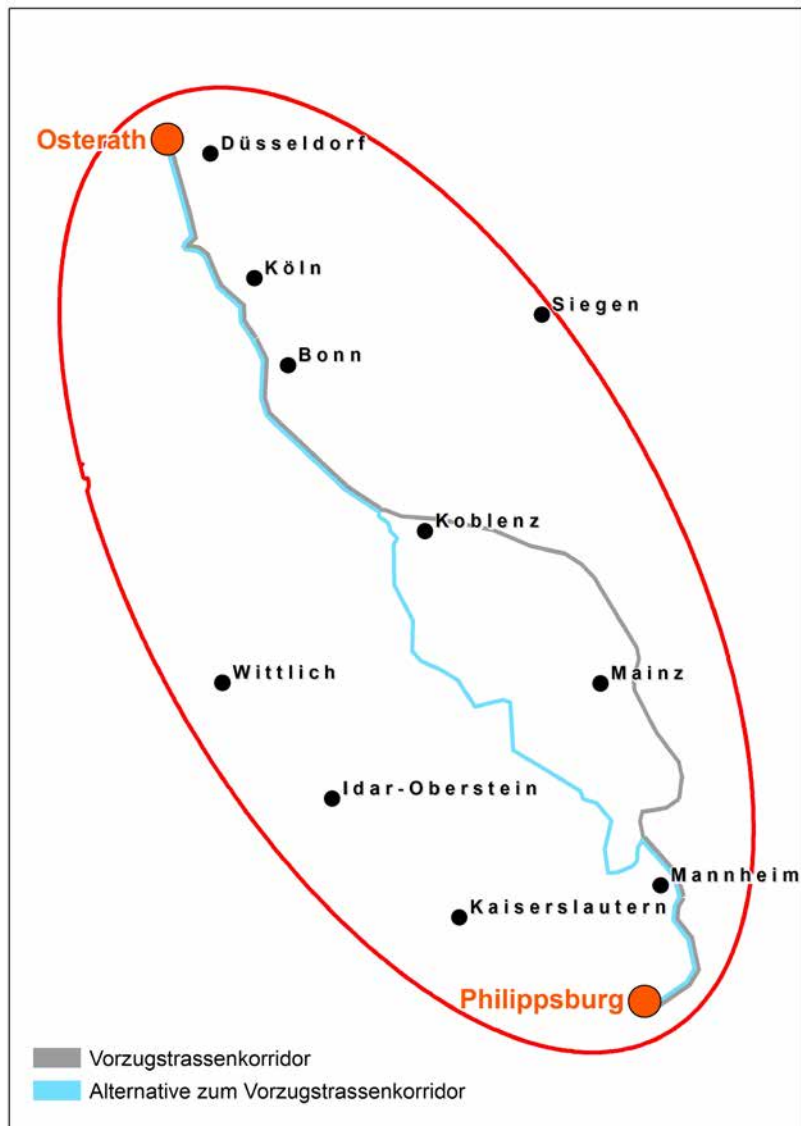 Osterath
Düsseldorf
Köln
Siegen
Bonn
Koblenz
Wittlich
Mainz
Idar-Oberstein
Mannheim
Kaiserslautern
Philippsburg
Vorzugstrassenkorridor
Alternative zum Vorzugstrassenkorridor